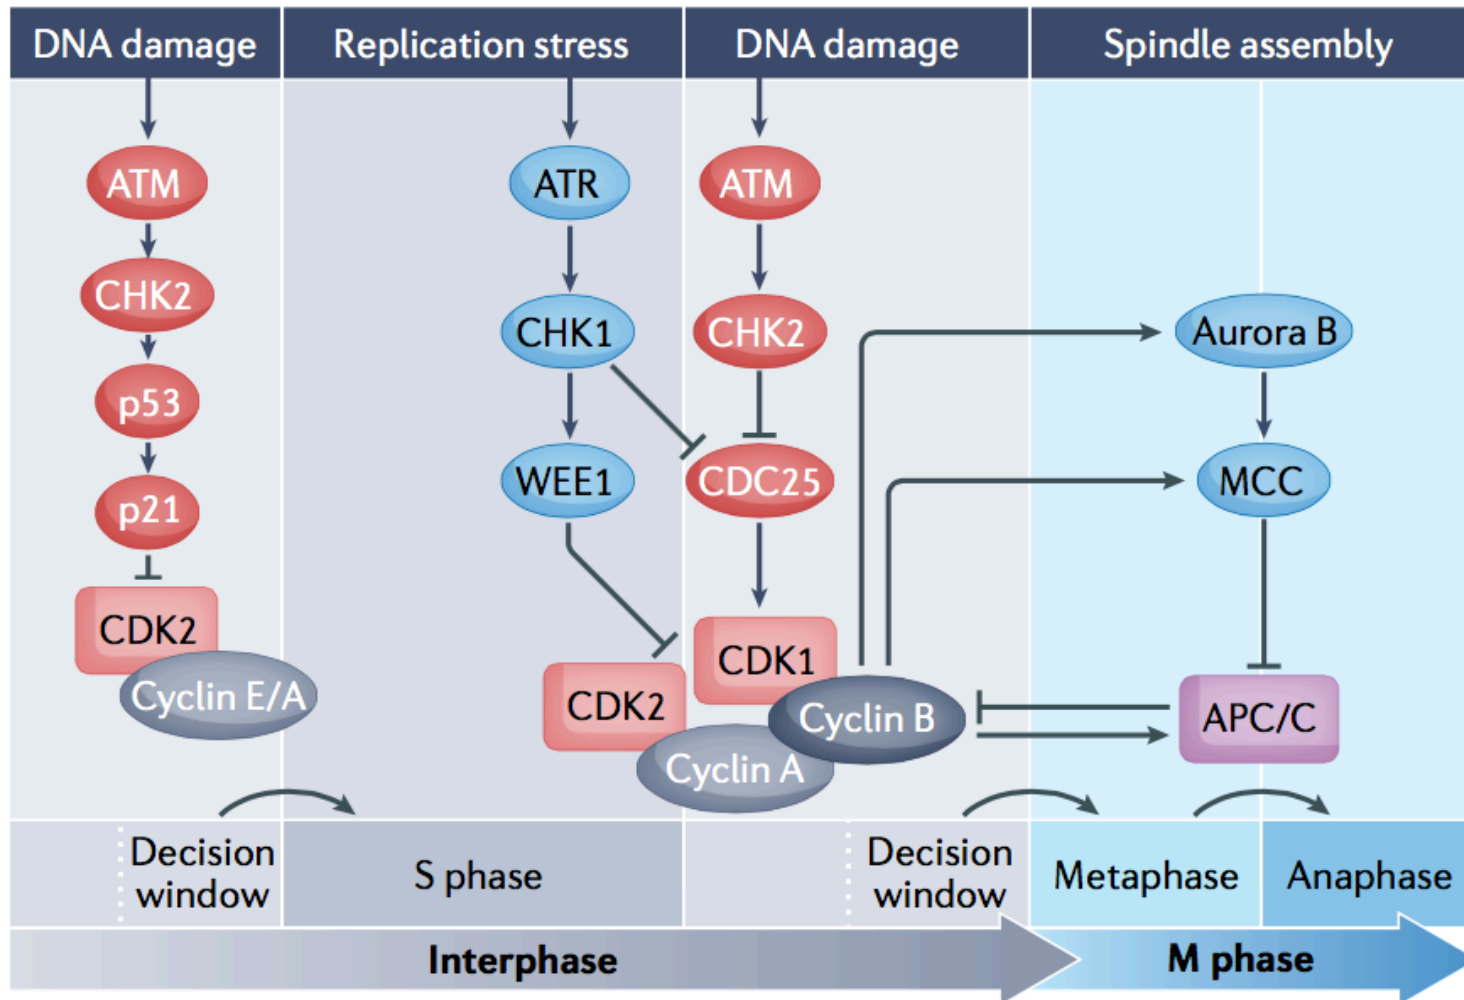 DNA damage
Replication stress
DNA damage
Spindle assembly
ATM
CHK2
p53
p21
CDK2
Cyclin E/A
ATR
CHK1
WEE1
CDK2
Cyclin A
ATM
CHK2
CDC25
CDK1
Cyclin B
Aurora B
MCC
APC/C
Decision
window
S phase
Decision
window
Metaphase
Anaphase
Interphase
M phase